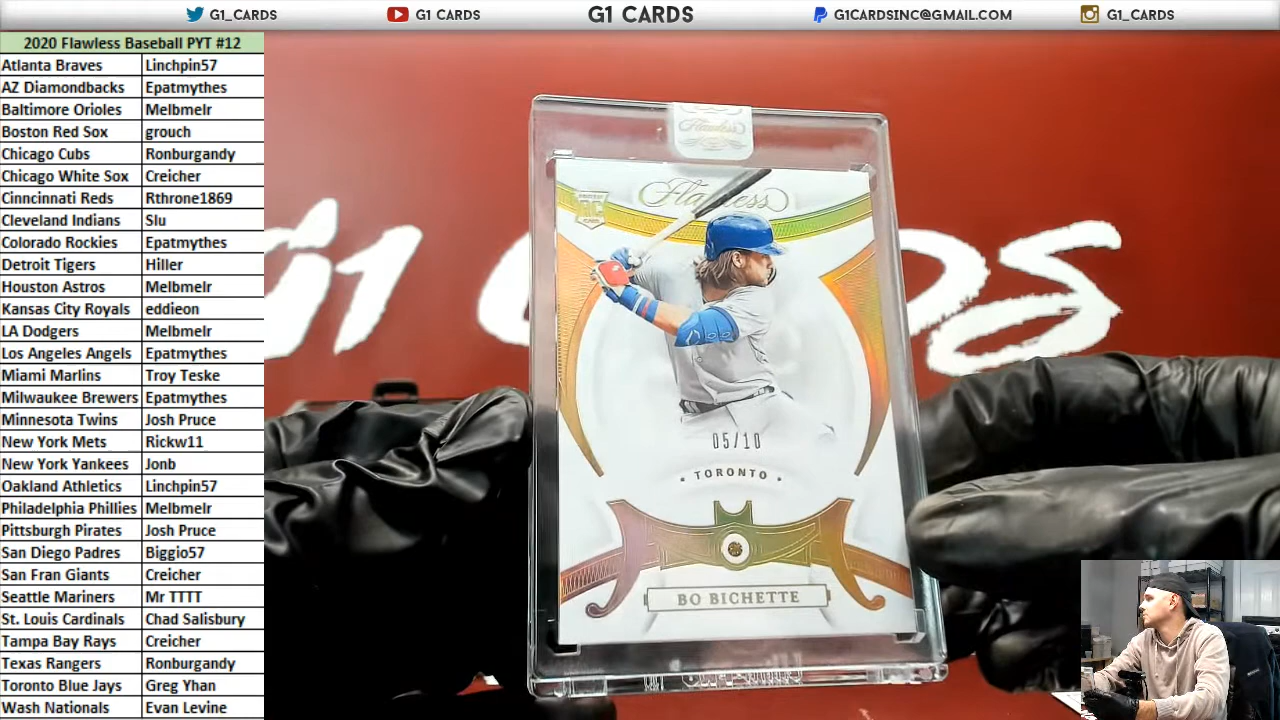 G1_CARDS
G1 CARDS
G1 CARDS
G1CARDSINC@GMAIL.COM
G1_CARDS
2020 Flawless Baseball PYT #12
Atlanta Braves Linchpin57
AZ Diamondbacks Epatmythes
Baltimore Orioles Melbmelr
Boston Red Sox grouch
Chicago Cubs Ronburgandy
Chicago White Sox Creicher
Cinncinnati Reds Rthrone1869
Cleveland Indians Slu
Colorado Rockies Epatmythes
Detroit Tigers Hiller
Houston Astros Melbmelr
Kansas City Royals eddieon
LA Dodgers Melbmelr
Los Angeles Angels Epatmythes
Miami Marlins Troy Teske
Milwaukee Brewers Epatmythes
Minnesota Twins Josh Pruce
New York Mets Rickw11
New York Yankees Jonb
Oakland Athletics Linchpin57
Philadelphia Phillies Melbmelr
Pittsburgh Pirates Josh Pruce
San Diego Padres Biggio57
San Fran Giants Creicher
Seattle Mariners Mr TTTT
St. Louis Cardinals Chad Salisbury
Tampa Bay Rays Creicher
Texas Rangers Ronburgandy
Toronto Blue Jays Greg Yhan
Wash Nationals Evan Levine
Flawless
Flawless
RC
05/10
TORONTO
BO BICHETTE
G1 CARDS